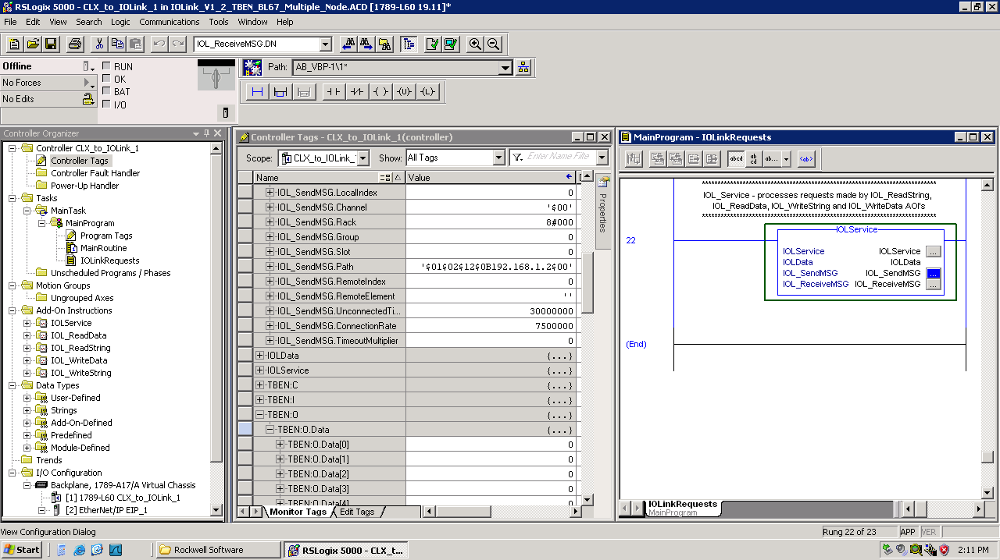 RSLogix 5000 - CLX_to_IOLink_1 in IOLink_V1_2_TBEN_BL67_Multiple_Node.ACD [1789-L60 19.11]*
File Edit View Search Logic Communications Tools Window Help
IOL_ReceiveMSG.DN
Offline
RUN
No Forces
OK
No Edits
BAT
I/O
Path: AB_VBP-1\1*
Controller Organizer
Controller CLX_to_IOLink_1
Controller Tags
Controller Fault Handler
Power-Up Handler
Tasks
MainTask
MainProgram
Program Tags
MainRoutine
IOLinkRequests
Unscheduled Programs / Phases
Motion Groups
Ungrouped Axes
Add-On Instructions
IOLService
IOL_ReadData
IOL_ReadString
IOL_WriteData
IOL_WriteString
Data Types
User-Defined
Strings
Add-On-Defined
Predefined
Module-Defined
Trends
I/O Configuration
Backplane, 1789-A17/A Virtual Chassis
[1] 1789-L60 CLX_to_IOLink_1
[2] EtherNet/IP EIP_1
Controller Tags - CLX_to_IOLink_1(controller)
Scope: CLX_to_IOLink_ Show: All Tags Enter Name Filte
Name Value
IOL_SendMSG.LocalIndex 0
IOL_SendMSG.Channel '$00'
IOL_SendMSG.Rack 8#000
IOL_SendMSG.Group 0
IOL_SendMSG.Slot 0
IOL_SendMSG.Path '$01$02$12$0B192.168.1.2$00'
IOL_SendMSG.RemoteIndex 0
IOL_SendMSG.RemoteElement ''
IOL_SendMSG.UnconnectedTi... 30000000
IOL_SendMSG.ConnectionRate 7500000
IOL_SendMSG.TimeoutMultiplier 0
IOLData {...}
IOLService {...}
TBEN:C {...}
TBEN:I {...}
TBEN:O {...}
TBEN:O.Data {...}
TBEN:O.Data[0] 0
TBEN:O.Data[1] 0
TBEN:O.Data[2] 0
TBEN:O.Data[3] 0
TBEN:O.Data[4] 0
Monitor Tags Edit Tags
Properties
MainProgram - IOLinkRequests
abcd ab cd ab... <ab>
IOL_Service - processes requests made by IOL_ReadString,
IOL_ReadData, IOL_WriteString and IOL_WriteData AOI's
22
IOLService
IOLService IOLService ...
IOLData IOLData
IOL_SendMSG IOL_SendMSG ...
IOL_ReceiveMSG IOL_ReceiveMSG ...
(End)
IOLinkRequests
MainProgram
View Configuration Dialog
Rung 22 of 23 APP VER
Start
Rockwell Software
RSLogix 5000 - CLX_t...
2:11 PM